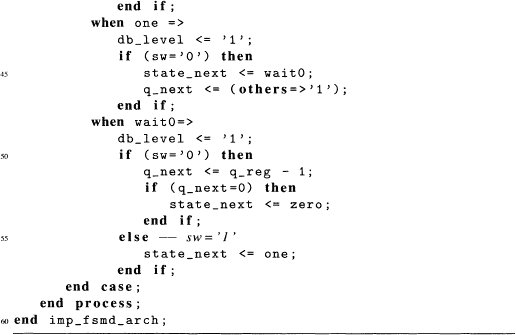 end if;
when one =>
db_level <= '1';
if (sw='0') then
45 state_next <= wait0;
q_next <= (others=>'1');
end if;
when wait0=>
db_level <= '1';
50 if (sw='0') then
q_next <= q_reg - 1;
if (q_next=0) then
state_next <= zero;
end if;
55 else — sw='1'
state_next <= one;
end if;
end case;
end process;
60 end imp_fsmd_arch;